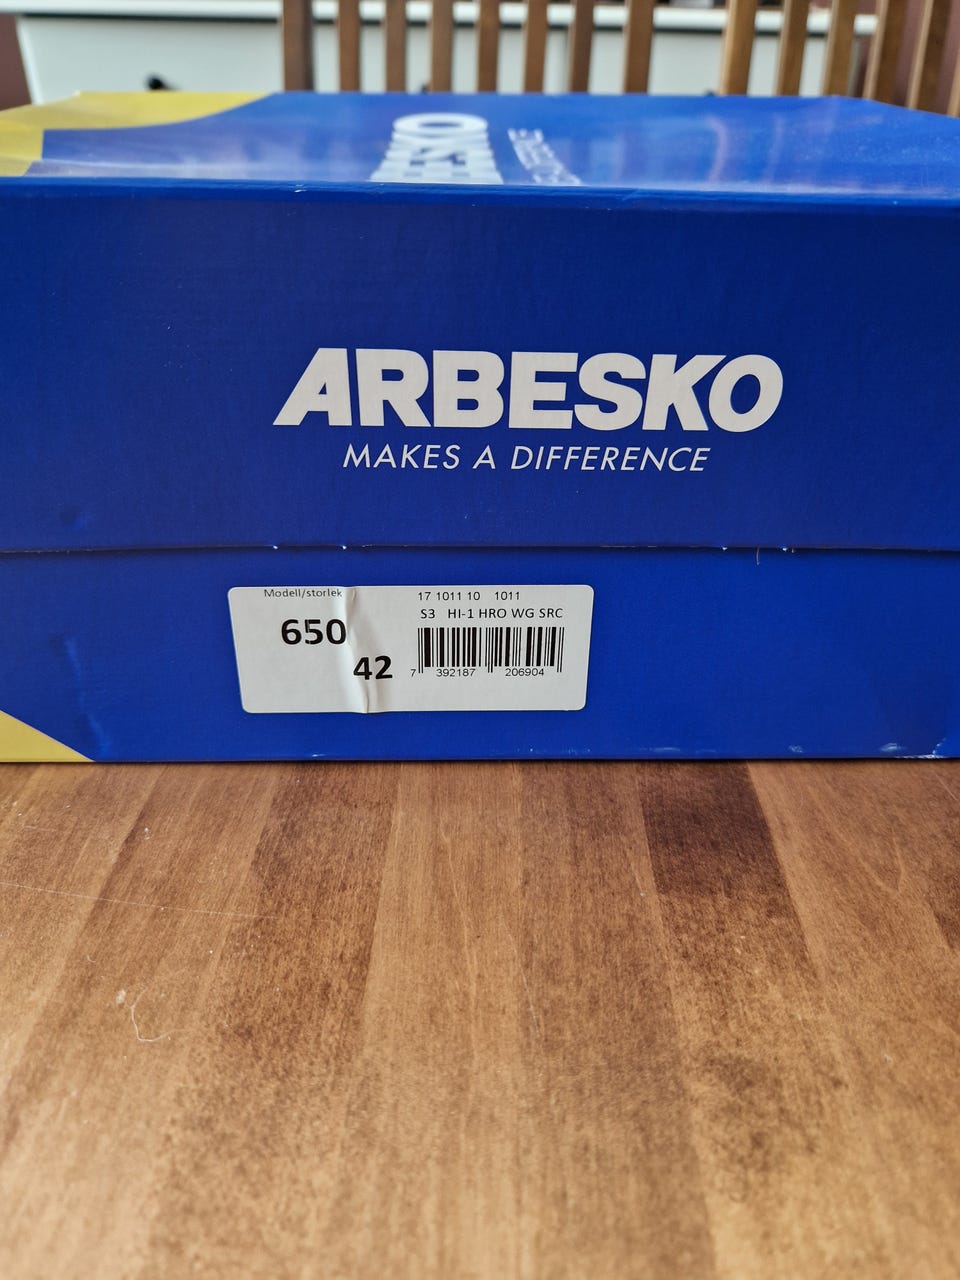 ARBESKO
MAKES A DIFFERENCE
Modell/storlek
17 1011 10 1011
S3 HI-1 HRO WG SRC
650
42
7 392187 206904